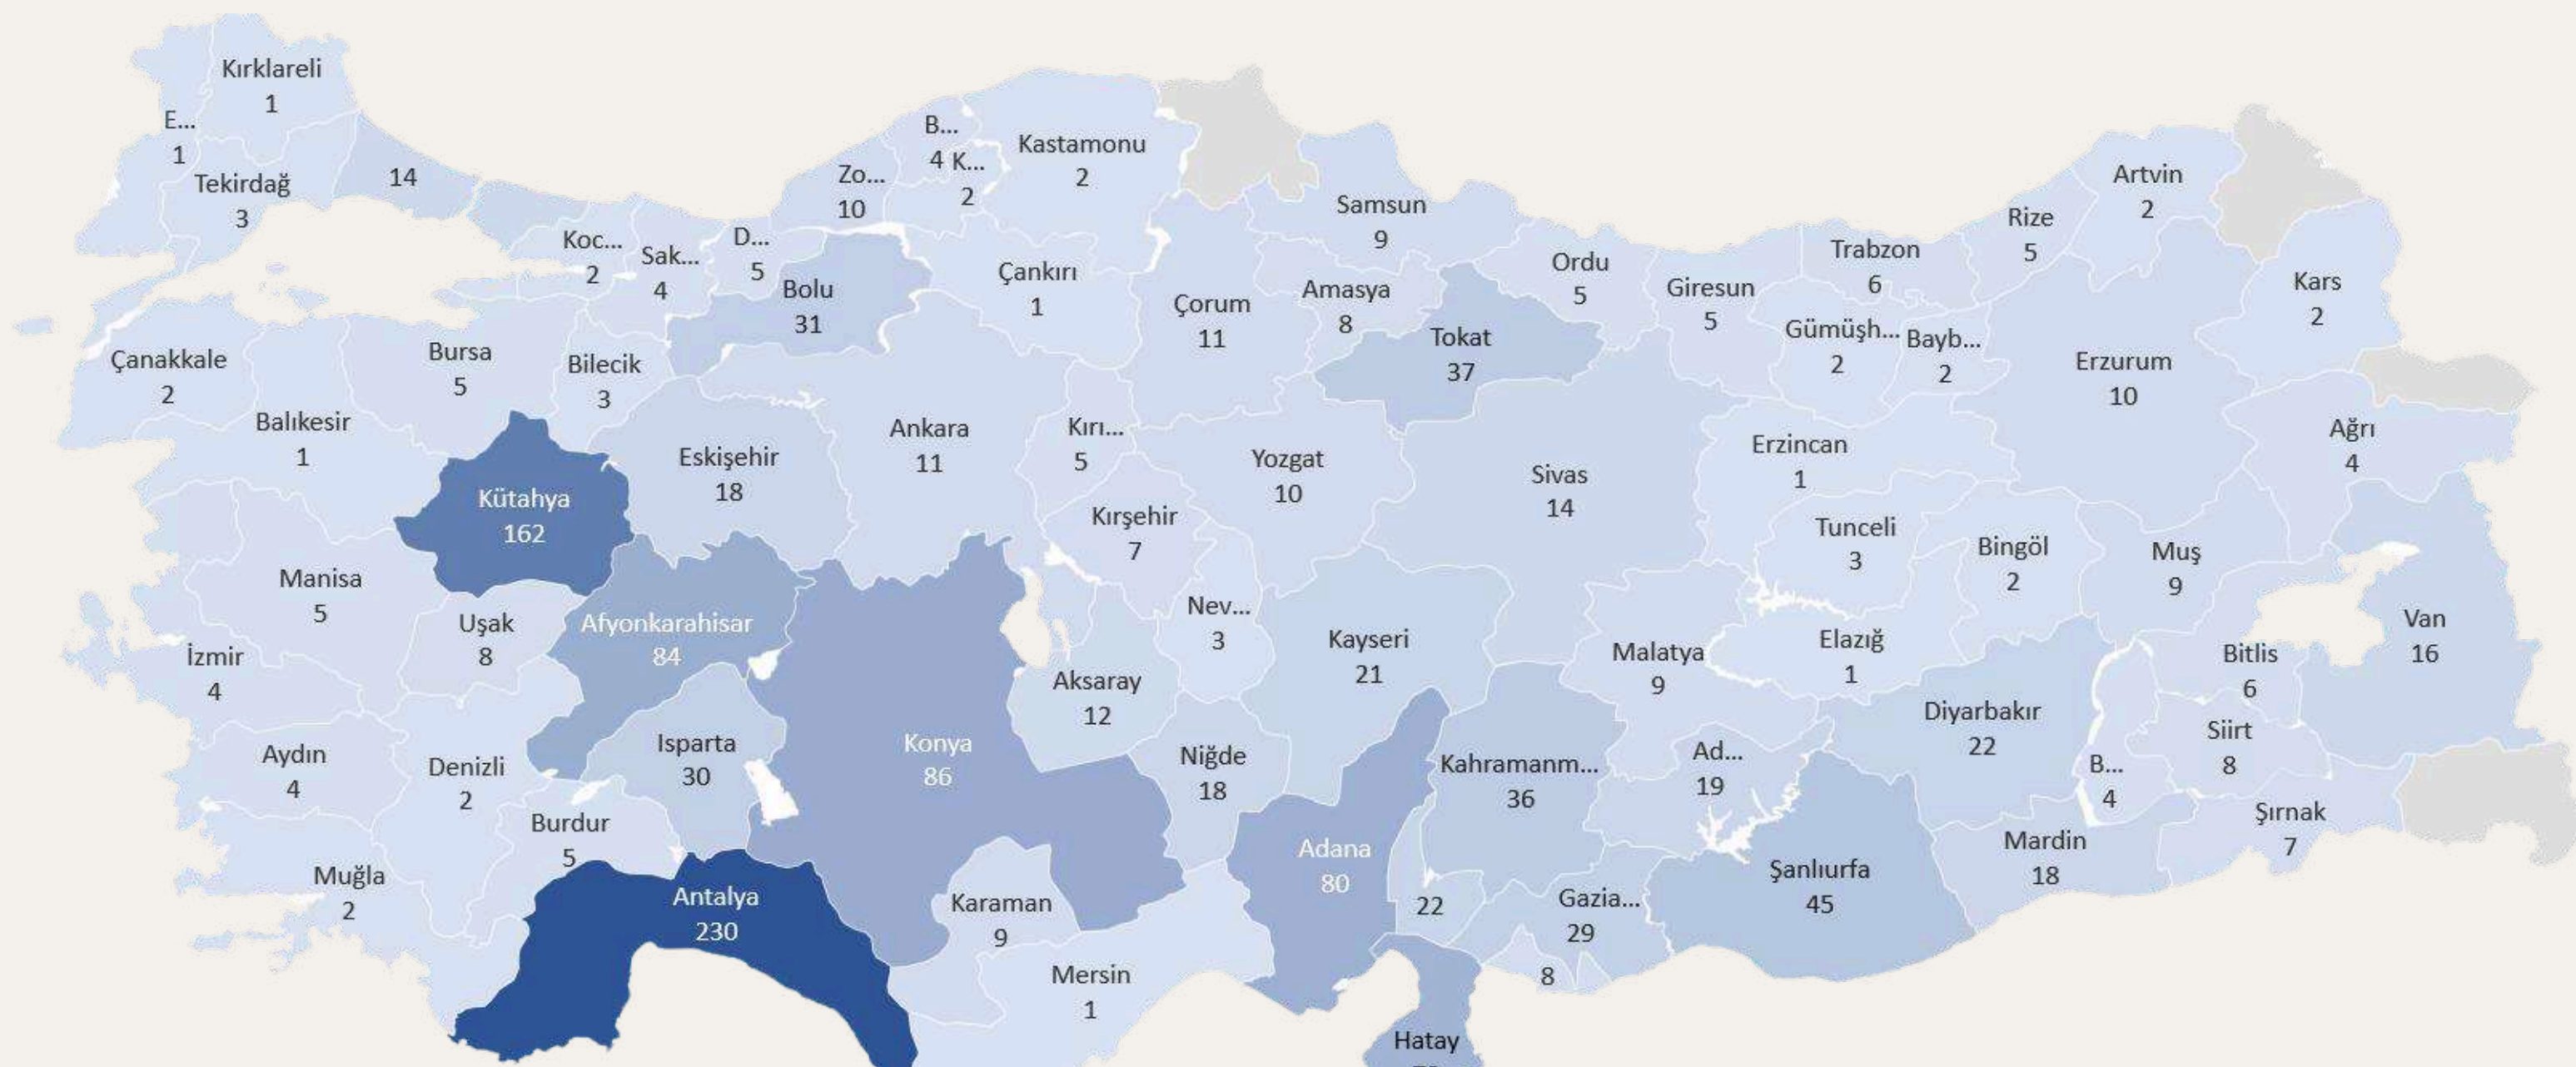 Kırklareli
1
E...
1
Tekirdağ
3
14
Koc...
2
Sak...
4
D...
5
Bolu
31
Zo...
10
B...
4
K...
2
Kastamonu
2
Çankırı
1
Çorum
11
Samsun
9
Amasya
8
Tokat
37
Ordu
5
Giresun
5
Trabzon
6
Gümüşh...
2
Bayb...
2
Rize
5
Artvin
2
Kars
2
Erzurum
10
Ağrı
4
Çanakkale
2
Balıkesir
1
Bursa
5
Bilecik
3
Kütahya
162
Eskişehir
18
Ankara
11
Kırı...
5
Kırşehir
7
Yozgat
10
Sivas
14
Erzincan
1
Tunceli
3
Bingöl
2
Muş
9
Van
16
Bitlis
6
Siirt
8
Şırnak
7
Manisa
5
Uşak
8
İzmir
4
Afyonkarahisar
84
Aydın
4
Denizli
2
Isparta
30
Burdur
5
Muğla
2
Antalya
230
Konya
86
Aksaray
12
Nev...
3
Niğde
18
Kayseri
21
Malatya
9
Elazığ
1
Diyarbakır
22
B...
4
Mardin
18
Kahramanm...
36
Ad...
19
Şanlıurfa
45
Gazia...
29
8
22
Adana
80
Karaman
9
Mersin
1
Hatay